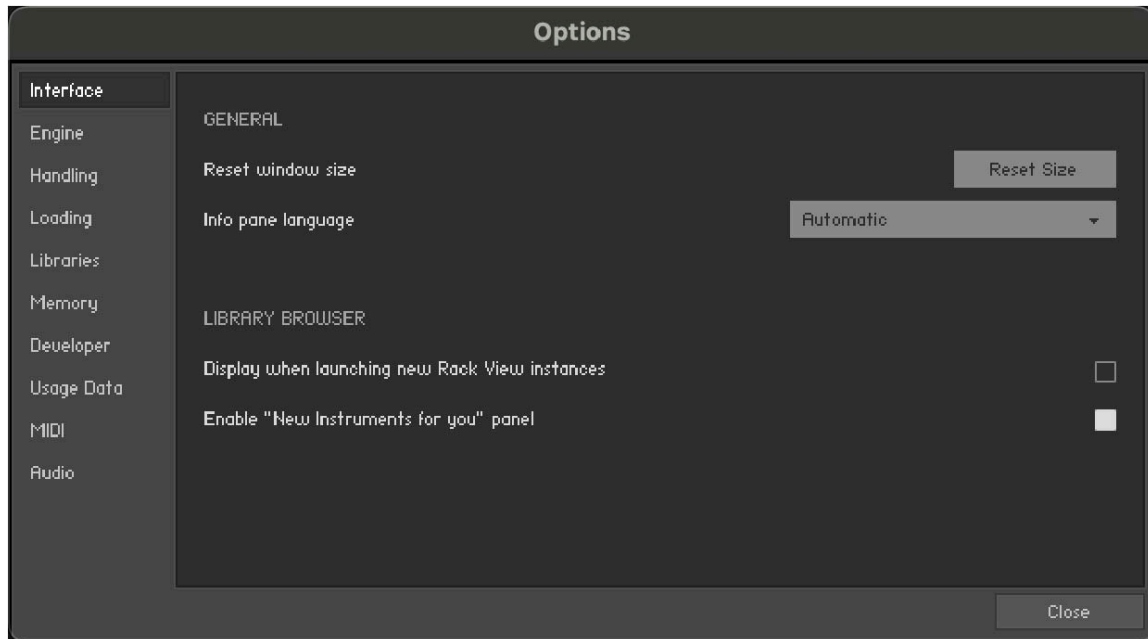 Options
Interface
Engine
Handling
Loading
Libraries
Memory
Developer
Usage Data
MIDI
Audio
GENERAL
Reset window size
Reset Size
Info pane language
Automatic
LIBRARY BROWSER
Display when launching new Rack View instances
Enable "New Instruments for you" panel
Close